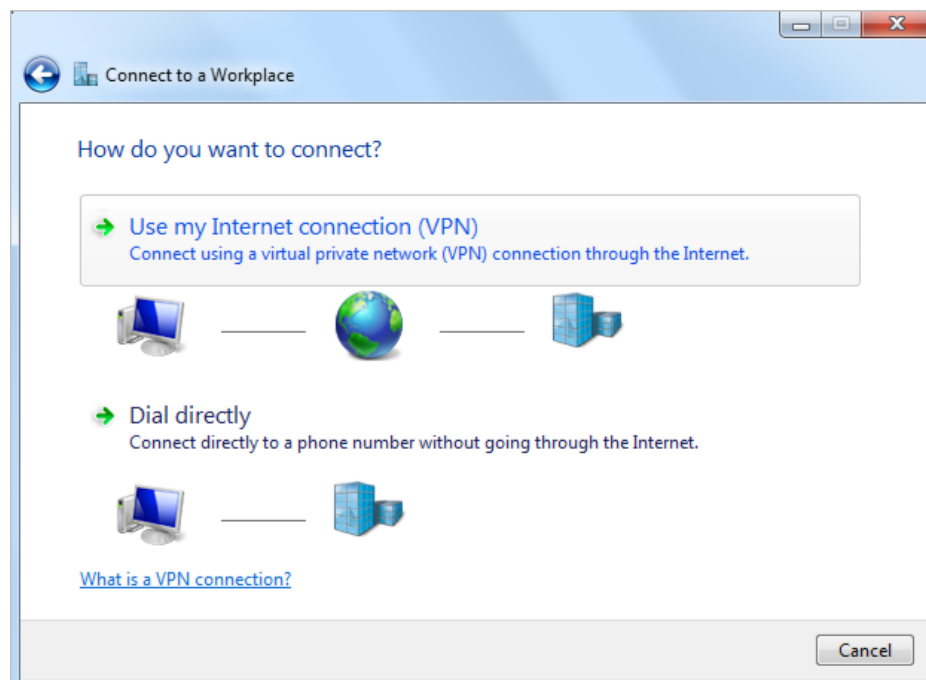 Connect to a Workplace
How do you want to connect?
Use my Internet connection (VPN)
Connect using a virtual private network (VPN) connection through the Internet.
Dial directly
Connect directly to a phone number without going through the Internet.
What is a VPN connection?
Cancel